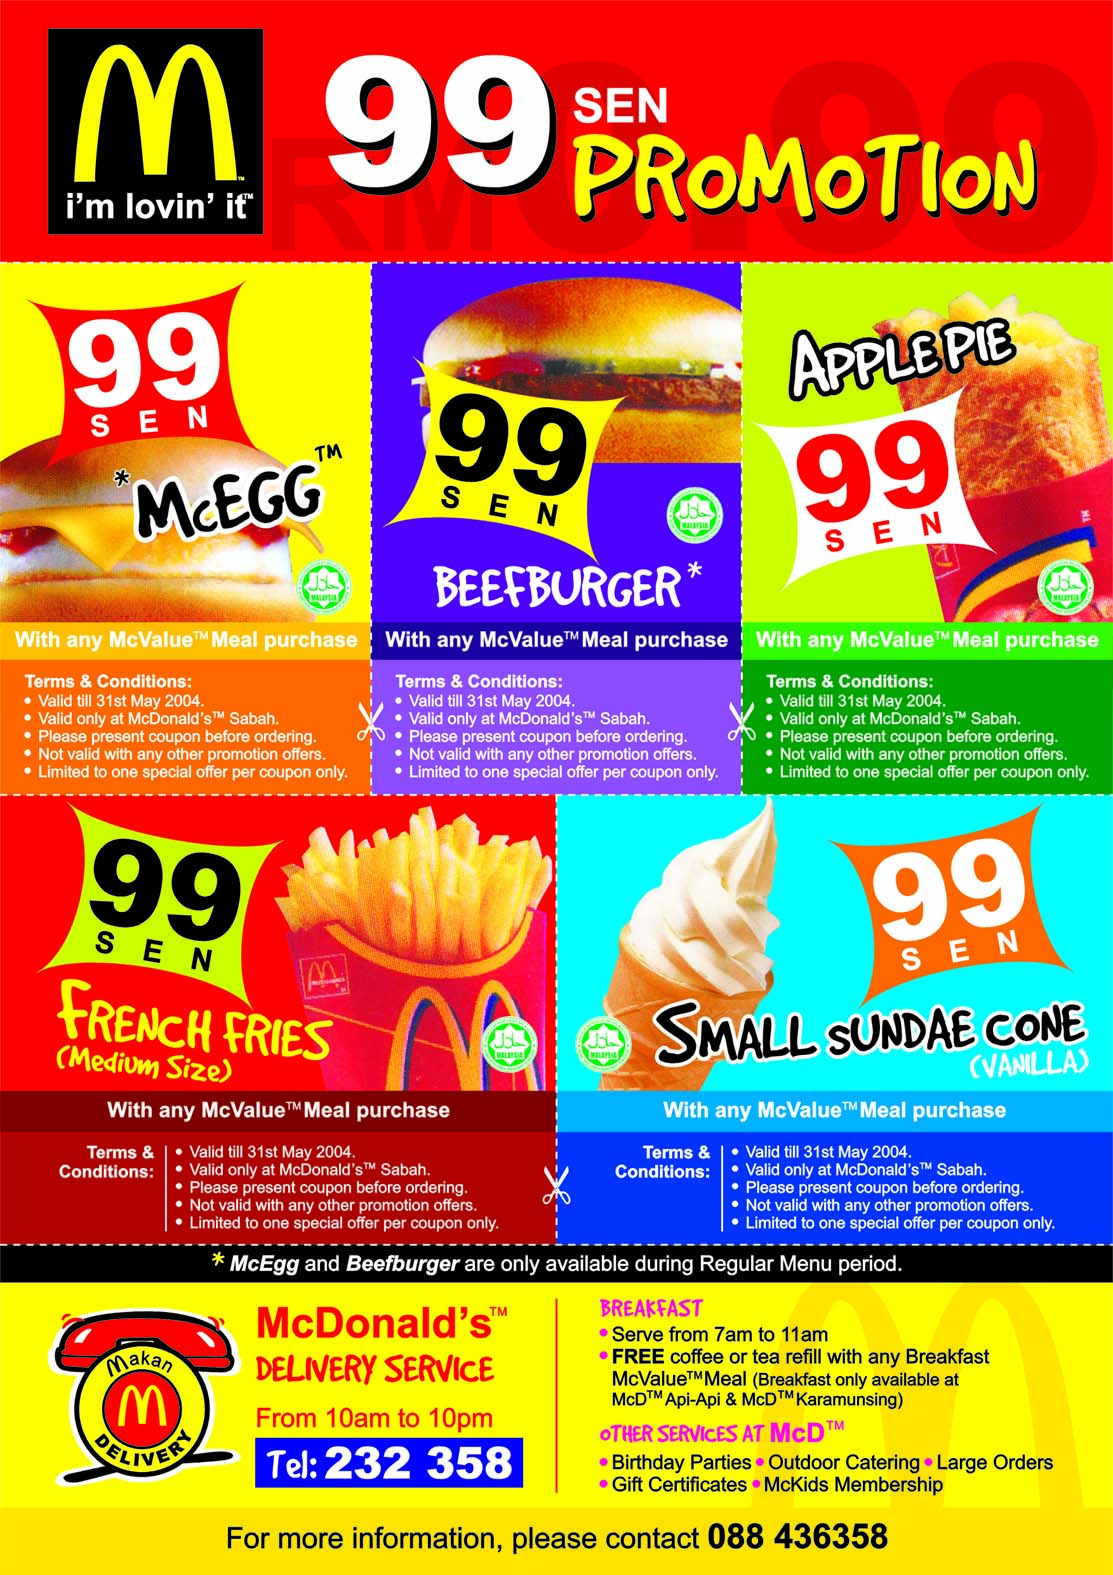 i'm lovin' it™
RM0.99
99 SEN
PROMOTION
99
SEN
*McEGG™
With any McValue™ Meal purchase
Terms & Conditions:
• Valid till 31st May 2004.
• Valid only at McDonald's™ Sabah.
• Please present coupon before ordering.
• Not valid with any other promotion offers.
• Limited to one special offer per coupon only.
99
SEN
MALAYSIA
BEEFBURGER*
With any McValue™ Meal purchase
Terms & Conditions:
• Valid till 31st May 2004.
• Valid only at McDonald's™ Sabah.
• Please present coupon before ordering.
• Not valid with any other promotion offers.
• Limited to one special offer per coupon only.
APPLE PIE
99
SEN
MALAYSIA
With any McValue™ Meal purchase
Terms & Conditions:
• Valid till 31st May 2004.
• Valid only at McDonald's™ Sabah.
• Please present coupon before ordering.
• Not valid with any other promotion offers.
• Limited to one special offer per coupon only.
99
SEN
FRENCH FRIES
(Medium Size)
MALAYSIA
With any McValue™ Meal purchase
Terms &
Conditions:
• Valid till 31st May 2004.
• Valid only at McDonald's™ Sabah.
• Please present coupon before ordering.
• Not valid with any other promotion offers.
• Limited to one special offer per coupon only.
99
SEN
MALAYSIA
SMALL SUNDAE CONE
(VANILLA)
With any McValue™ Meal purchase
Terms &
Conditions:
• Valid till 31st May 2004.
• Valid only at McDonald's™ Sabah.
• Please present coupon before ordering.
• Not valid with any other promotion offers.
• Limited to one special offer per coupon only.
* McEgg and Beefburger are only available during Regular Menu period.
Makan
DELIVERY
McDonald's™
DELIVERY SERVICE
From 10am to 10pm
Tel: 232 358
BREAKFAST
• Serve from 7am to 11am
• FREE coffee or tea refill with any Breakfast
McValue™ Meal (Breakfast only available at
McD™ Api-Api & McD™ Karamunsing)
OTHER SERVICES AT McD™
• Birthday Parties • Outdoor Catering • Large Orders
• Gift Certificates • McKids Membership
For more information, please contact 088 436358